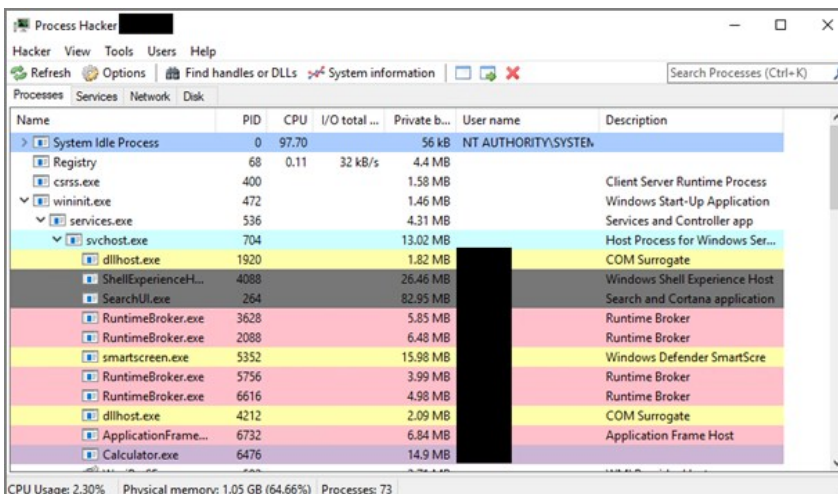 Process Hacker
Hacker View Tools Users Help
Refresh Options Find handles or DLLs System information Search Processes (Ctrl+K)
Processes Services Network Disk
Name PID CPU I/O total ... Private b... User name Description
System Idle Process 0 97.70 56 kB NT AUTHORITY\SYSTEM
Registry 68 0.11 32 kB/s 4.4 MB
csrss.exe 400 1.58 MB Client Server Runtime Process
wininit.exe 472 1.46 MB Windows Start-Up Application
services.exe 536 4.31 MB Services and Controller app
svchost.exe 704 13.02 MB Host Process for Windows Ser...
dllhost.exe 1920 1.82 MB COM Surrogate
ShellExperienceH... 4088 26.46 MB Windows Shell Experience Host
SearchUI.exe 264 82.95 MB Search and Cortana application
RuntimeBroker.exe 3628 5.85 MB Runtime Broker
RuntimeBroker.exe 2088 6.48 MB Runtime Broker
smartscreen.exe 5352 15.98 MB Windows Defender SmartScre
RuntimeBroker.exe 5756 3.99 MB Runtime Broker
RuntimeBroker.exe 6616 4.98 MB Runtime Broker
dllhost.exe 4212 2.09 MB COM Surrogate
ApplicationFrame... 6732 6.84 MB Application Frame Host
Calculator.exe 6476 14.9 MB
CPU Usage: 2.30% Physical memory: 1.05 GB (64.66%) Processes: 73